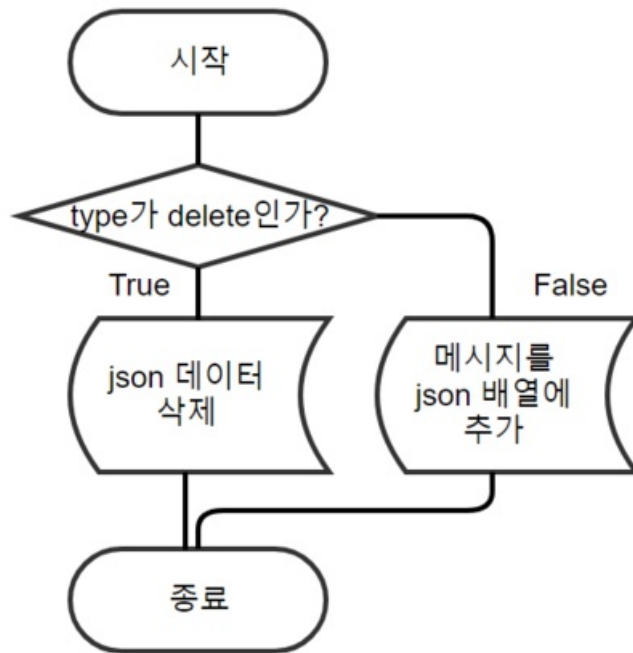 시작
type가 delete인가?
True
False
json 데이터
삭제
메시지를
json 배열에
추가
종료